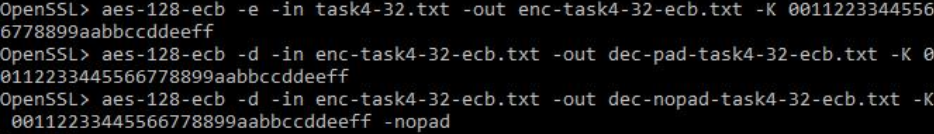 OpenSSL> aes-128-ecb -e -in task4-32.txt -out enc-task4-32-ecb.txt -K 0011223344556
6778899aabbccddeeff
OpenSSL> aes-128-ecb -d -in enc-task4-32-ecb.txt -out dec-pad-task4-32-ecb.txt -K 0
0112233445566778899aabbccddeeff
OpenSSL> aes-128-ecb -d -in enc-task4-32-ecb.txt -out dec-nopad-task4-32-ecb.txt -K
00112233445566778899aabbccddeeff -nopad